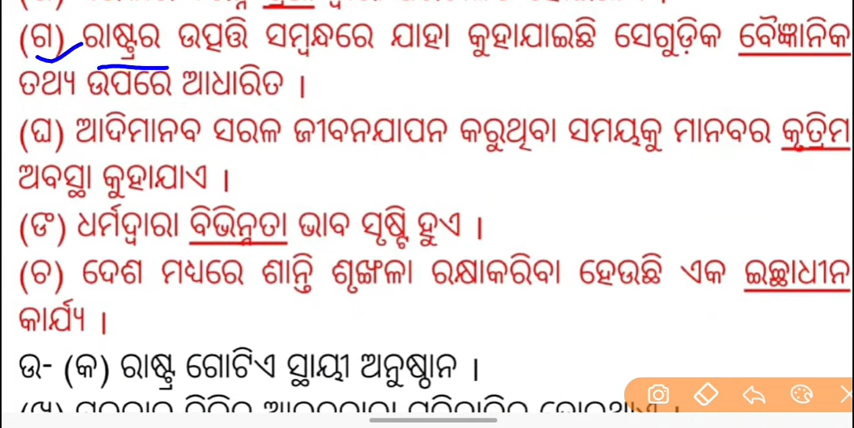 (ଗ) ରାଷ୍ଟ୍ରର ଉତ୍ପତ୍ତି ସମ୍ବନ୍ଧରେ ଯାହା କୁହାଯାଇଛି ସେଗୁଡ଼ିକ ବୈଜ୍ଞାନିକ
ତଥ୍ୟ ଉପରେ ଆଧାରିତ ।
(ଘ) ଆଦିମାନବ ସରଳ ଜୀବନଯାପନ କରୁଥିବା ସମୟକୁ ମାନବର କୃତ୍ରିମ
ଅବସ୍ଥା କୁହାଯାଏ ।
(ଙ) ଧର୍ମଦ୍ୱାରା ବିଭିନ୍ନତା ଭାବ ସୃଷ୍ଟି ହୁଏ ।
(ଚ) ଦେଶ ମଧ୍ୟରେ ଶାନ୍ତି ଶୃଙ୍ଖଳା ରକ୍ଷାକରିବା ହେଉଛି ଏକ ଇଚ୍ଛାଧୀନ
କାର୍ଯ୍ୟ ।
ଉ- (କ) ରାଷ୍ଟ୍ର ଗୋଟିଏ ସ୍ଥାୟୀ ଅନୁଷ୍ଠାନ ।